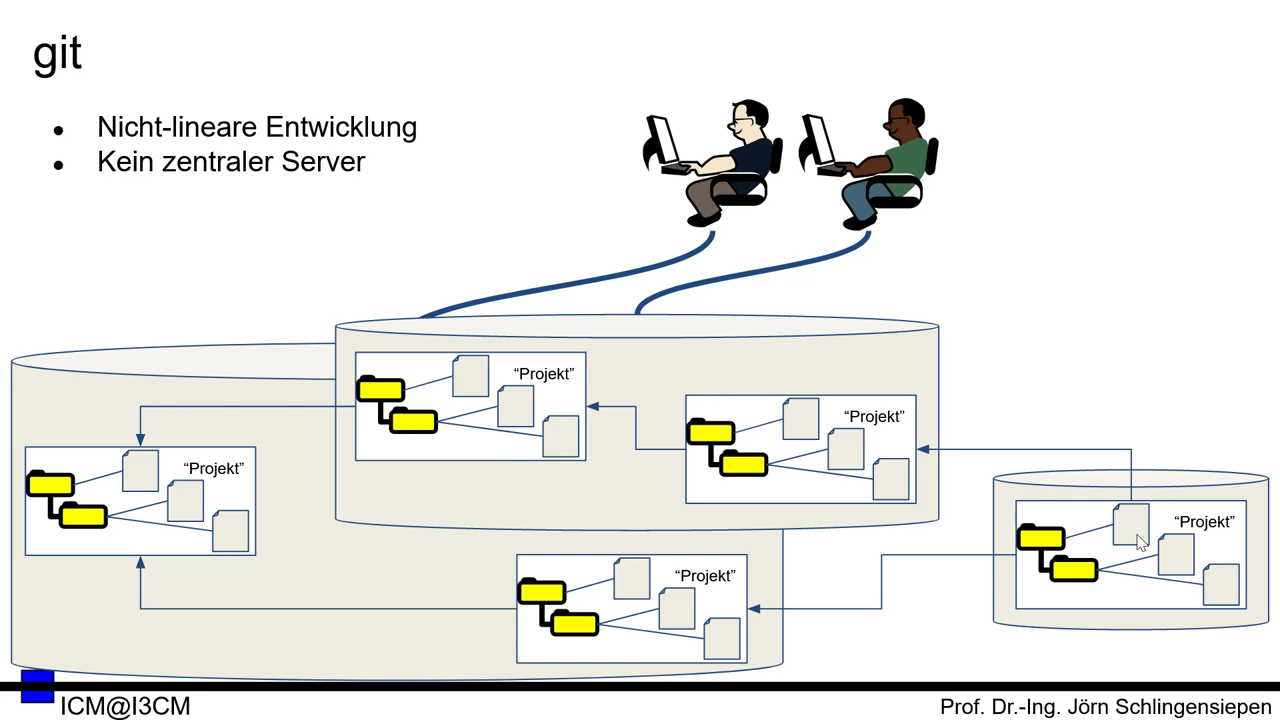 git
● Nicht-lineare Entwicklung
● Kein zentraler Server
“Projekt”
“Projekt”
“Projekt”
“Projekt”
“Projekt”
ICM@I3CM
Prof. Dr.-Ing. Jörn Schlingensiepen